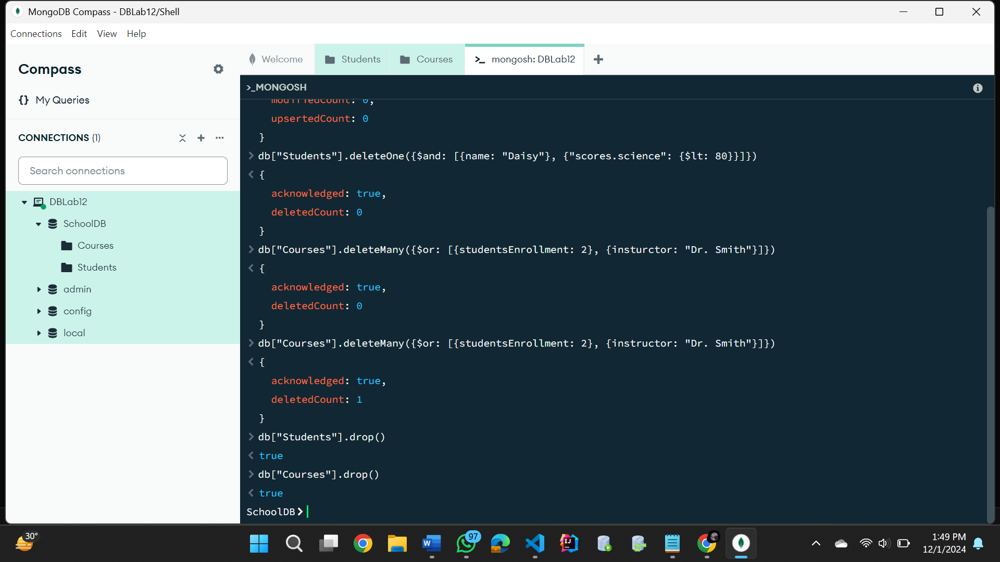 MongoDB Compass - DBLab12/Shell
Connections Edit View Help
Compass
My Queries
CONNECTIONS (1)
Search connections
DBLab12
SchoolDB
Courses
Students
admin
config
local
Welcome
Students
Courses
>_ mongosh: DBLab12
>_MONGOSH
modifiedCount: 0,
upsertedCount: 0
}
> db["Students"].deleteOne({$and: [{name: "Daisy"}, {"scores.science": {$lt: 80}}]})
< {
acknowledged: true,
deletedCount: 0
}
> db["Courses"].deleteMany({$or: [{studentsEnrollment: 2}, {insturctor: "Dr. Smith"}]})
< {
acknowledged: true,
deletedCount: 0
}
> db["Courses"].deleteMany({$or: [{studentsEnrollment: 2}, {instructor: "Dr. Smith"}]})
< {
acknowledged: true,
deletedCount: 1
}
> db["Students"].drop()
< true
> db["Courses"].drop()
< true
SchoolDB>
30°
97
1:49 PM
12/1/2024